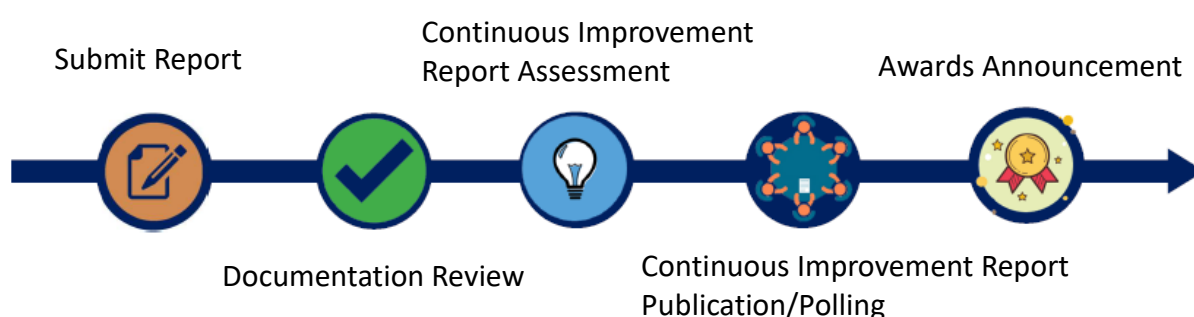 Submit Report
Documentation Review
Continuous Improvement
Report Assessment
Continuous Improvement Report
Publication/Polling
Awards Announcement